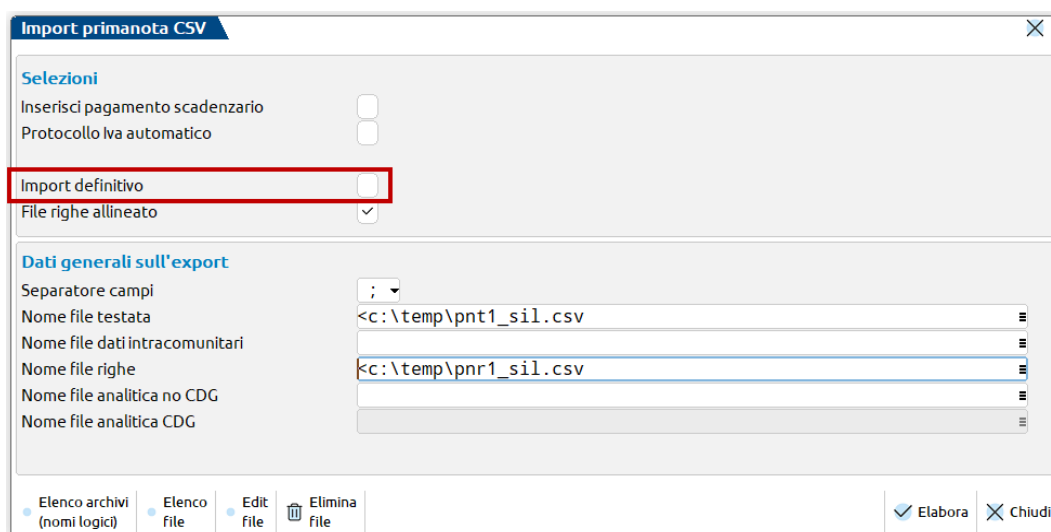 Import primanota CSV
Selezioni
Inserisci pagamento scadenzario
Protocollo Iva automatico
Import definitivo
File righe allineato
Dati generali sull'export
Separatore campi ;
Nome file testata <c:\temp\pnt1_sil.csv
Nome file dati intracomunitari
Nome file righe <c:\temp\pnr1_sil.csv
Nome file analitica no CDG
Nome file analitica CDG
Elenco archivi Elenco Edit Elimina
(nomi logici) file file file
Elabora Chiudi